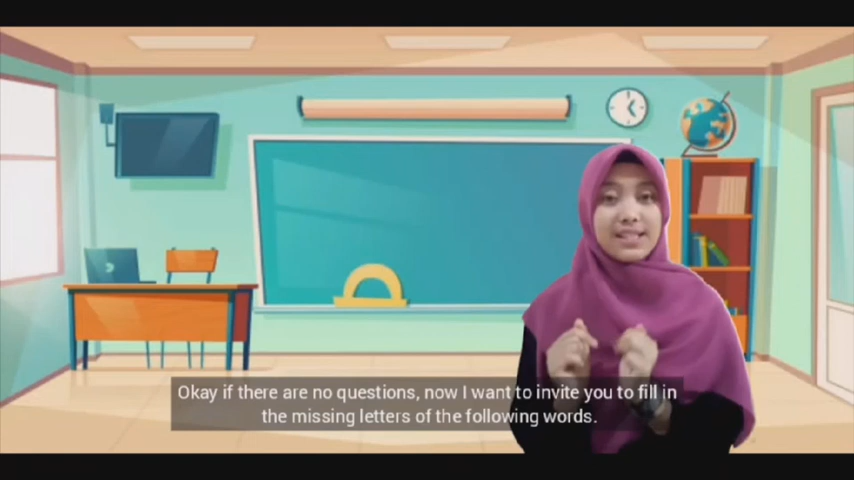 Okay if there are no questions, now I want to invite you to fill in
the missing letters of the following words.